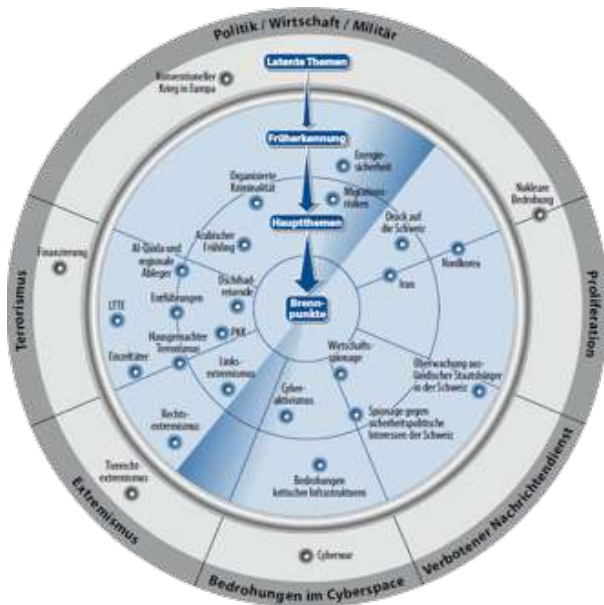 Politik / Wirtschaft / Militär
Latente Themen
Konventioneller
Krieg in Europa
Früherkennung
Energie-
sicherheit
Organisierte
Kriminalität
Migrations-
risiken
Nukleare
Bedrohung
Hauptthemen
Druck auf
die Schweiz
Arabischer
Frühling
Finanzierung
Al-Qaida und
regionale
Ableger
Nordkorea
Iran
Dschihad-
reisende
Entführungen
Brenn-
punkte
LTTE
PKK
Hausgemachter
Terrorismus
Wirtschafts-
spionage
Einzeltäter
Links-
extremismus
Überwachung aus-
ländischer Staatsbürger
in der Schweiz
Cyber-
aktivismus
Rechts-
extremismus
Spionage gegen
sicherheitspolitische
Interessen der Schweiz
Tierrecht-
extremismus
Bedrohungen
kritischer Infrastrukturen
Cyberwar
Terrorismus
Proliferation
Extremismus
Verbotener Nachrichtendienst
Bedrohungen im Cyberspace